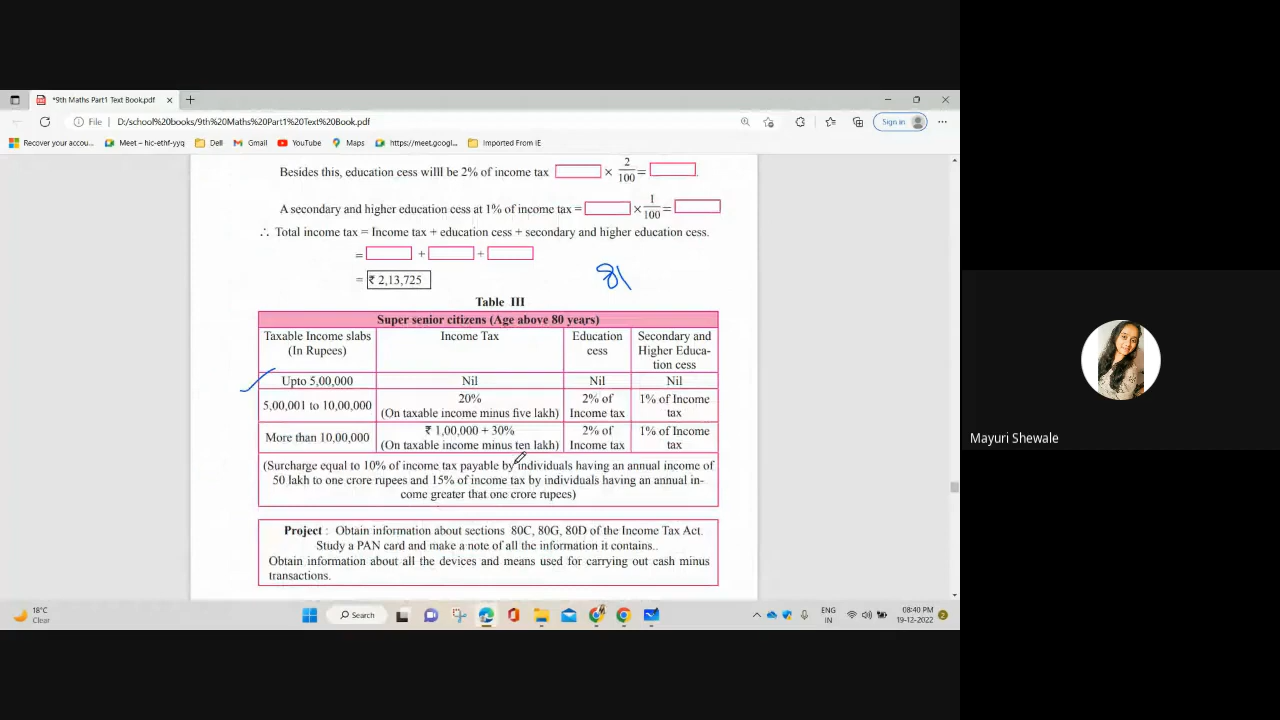 *9th Maths Part1 Text Book.pdf
File
D:/school%20books/9th%20Maths%20Part1%20Text%20Book.pdf
Sign in
Recover your accou...
Meet – hic-ethf-yyq
Dell
Gmail
YouTube
Maps
https://meet.googl...
Imported From IE
Besides this, education cess willl be 2% of income tax × 2/100 = .
A secondary and higher education cess at 1% of income tax = × 1/100 =
∴ Total income tax = Income tax + education cess + secondary and higher education cess.
= + +
= ₹ 2,13,725
81
Table III
Super senior citizens (Age above 80 years)
Taxable Income slabs (In Rupees)
Income Tax
Education cess
Secondary and Higher Educa-tion cess
Upto 5,00,000 Nil Nil Nil
5,00,001 to 10,00,000
20%
(On taxable income minus five lakh)
2% of Income tax
1% of Income tax
More than 10,00,000
₹ 1,00,000 + 30%
(On taxable income minus ten lakh)
2% of Income tax
1% of Income tax
(Surcharge equal to 10% of income tax payable by individuals having an annual income of
50 lakh to one crore rupees and 15% of income tax by individuals having an annual in-
come greater that one crore rupees)
Project : Obtain information about sections 80C, 80G, 80D of the Income Tax Act.
Study a PAN card and make a note of all the information it contains..
Obtain information about all the devices and means used for carrying out cash minus
transactions.
Mayuri Shewale
18°C
Clear
Search
ENG
IN
08:40 PM
19-12-2022
2